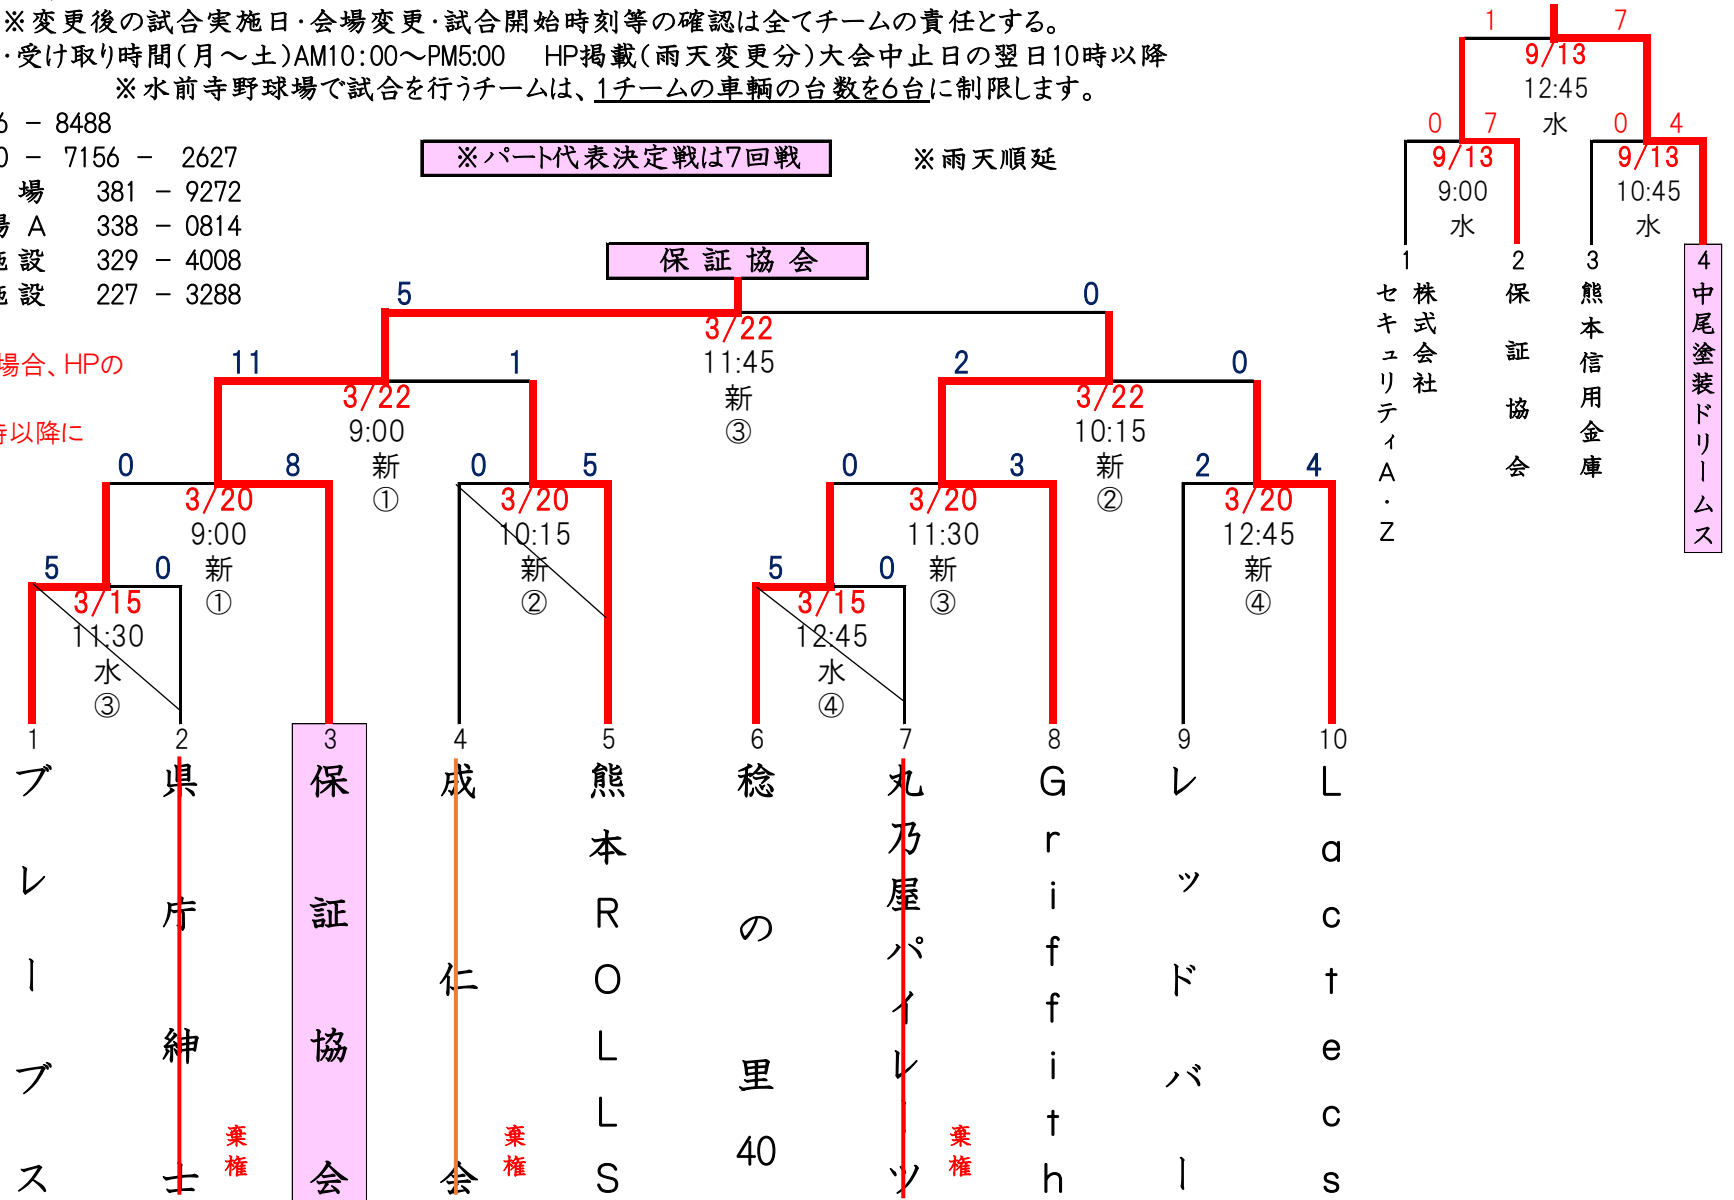 ※変更後の試合実施日・会場変更・試合開始時刻等の確認は全てチームの責任とする。
・受け取り時間(月～土)AM10:00～PM5:00　HP掲載(雨天変更分)大会中止日の翌日10時以降
※水前寺野球場で試合を行うチームは、1チームの車輌の台数を6台に制限します。
6 － 8488
0 － 7156 － 2627
場 381 － 9272
場 A 338 － 0814
施 設 329 － 4008
施 設 227 － 3288
※パート代表決定戦は7回戦
※雨天順延
場合、HPの
時以降に
保証協会
5 0
3/22
11:45
新
③
11 1
3/22
9:00
新
①
2 0
3/22
10:15
新
②
0 8
3/20
9:00
新
①
0 5
3/20
10:15
新
②
0 3
3/20
11:30
新
③
2 4
3/20
12:45
新
④
5 0
3/15
11:30
水
③
5 0
3/15
12:45
水
④
1
ブレーブス
2
県庁紳士
棄権
3
保証協会
4
成仁会
棄権
5
熊本ROLLS
6
稔の里40
7
丸乃屋パイレーツ
棄権
8
Griffith
9
レッドバー
10
Lactecs
1 7
9/13
12:45
水
0 7
9/13
9:00
水
0 4
9/13
10:45
水
1
株式会社
セキュリティA・Z
2
保証協会
3
熊本信用金庫
4
中尾塗装ドリームス